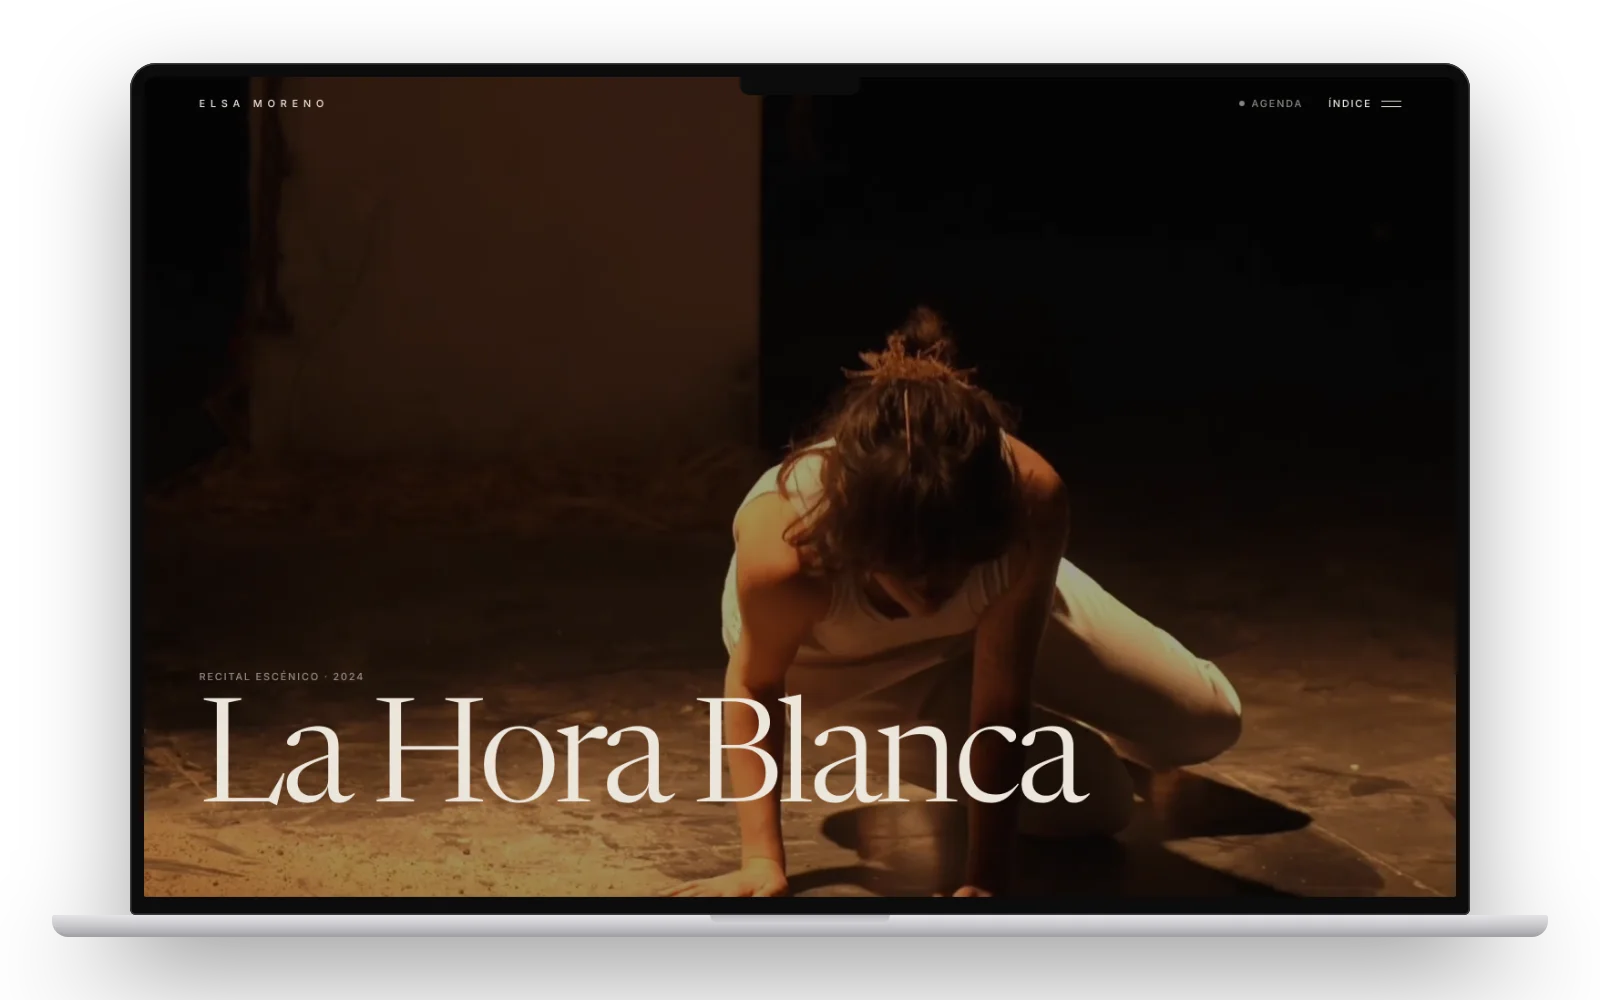 ELSA MORENO
AGENDA
ÍNDICE
RECITAL ESCÉNICO · 2024
La Hora Blanca